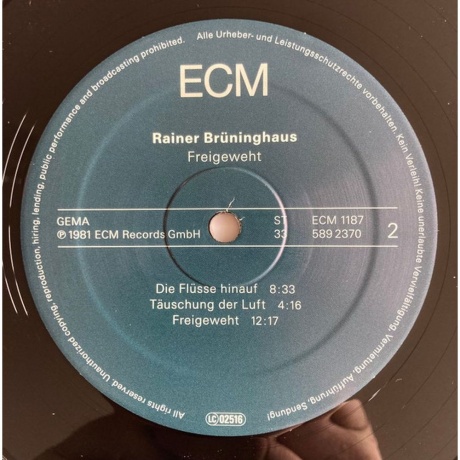 All rights reserved. Unauthorized copying, reproduction, hiring, lending, public performance and broadcasting prohibited. Alle Urheber- und Leistungsschutzrechte vorbehalten. Kein Verleih! Keine unerlaubte Vervielfältigung, Vermietung, Aufführung, Sendung!
ECM
Rainer Brüninghaus
Freigeweht
GEMA ST ECM 1187
℗ 1981 ECM Records GmbH 33 589 2370 2
Die Flüsse hinauf 8:33
Täuschung der Luft 4:16
Freigeweht 12:17
LC 02516